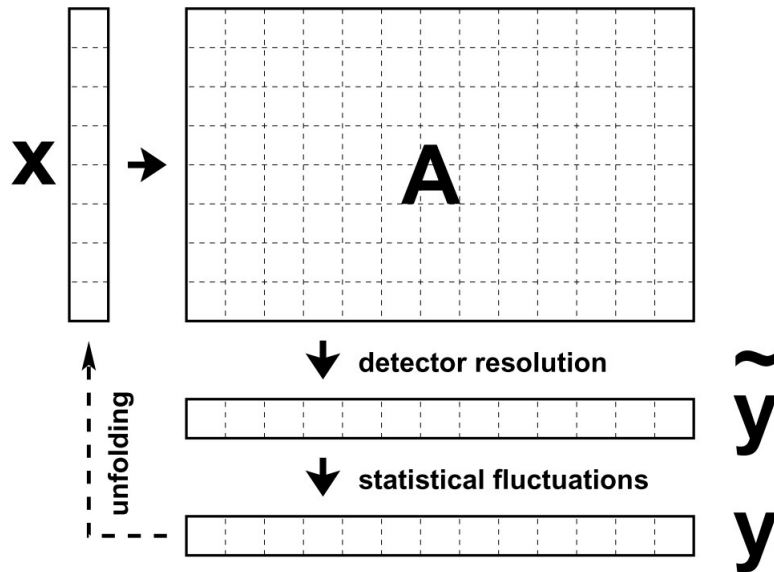 x
A
detector resolution
ỹ
statistical fluctuations
y
unfolding